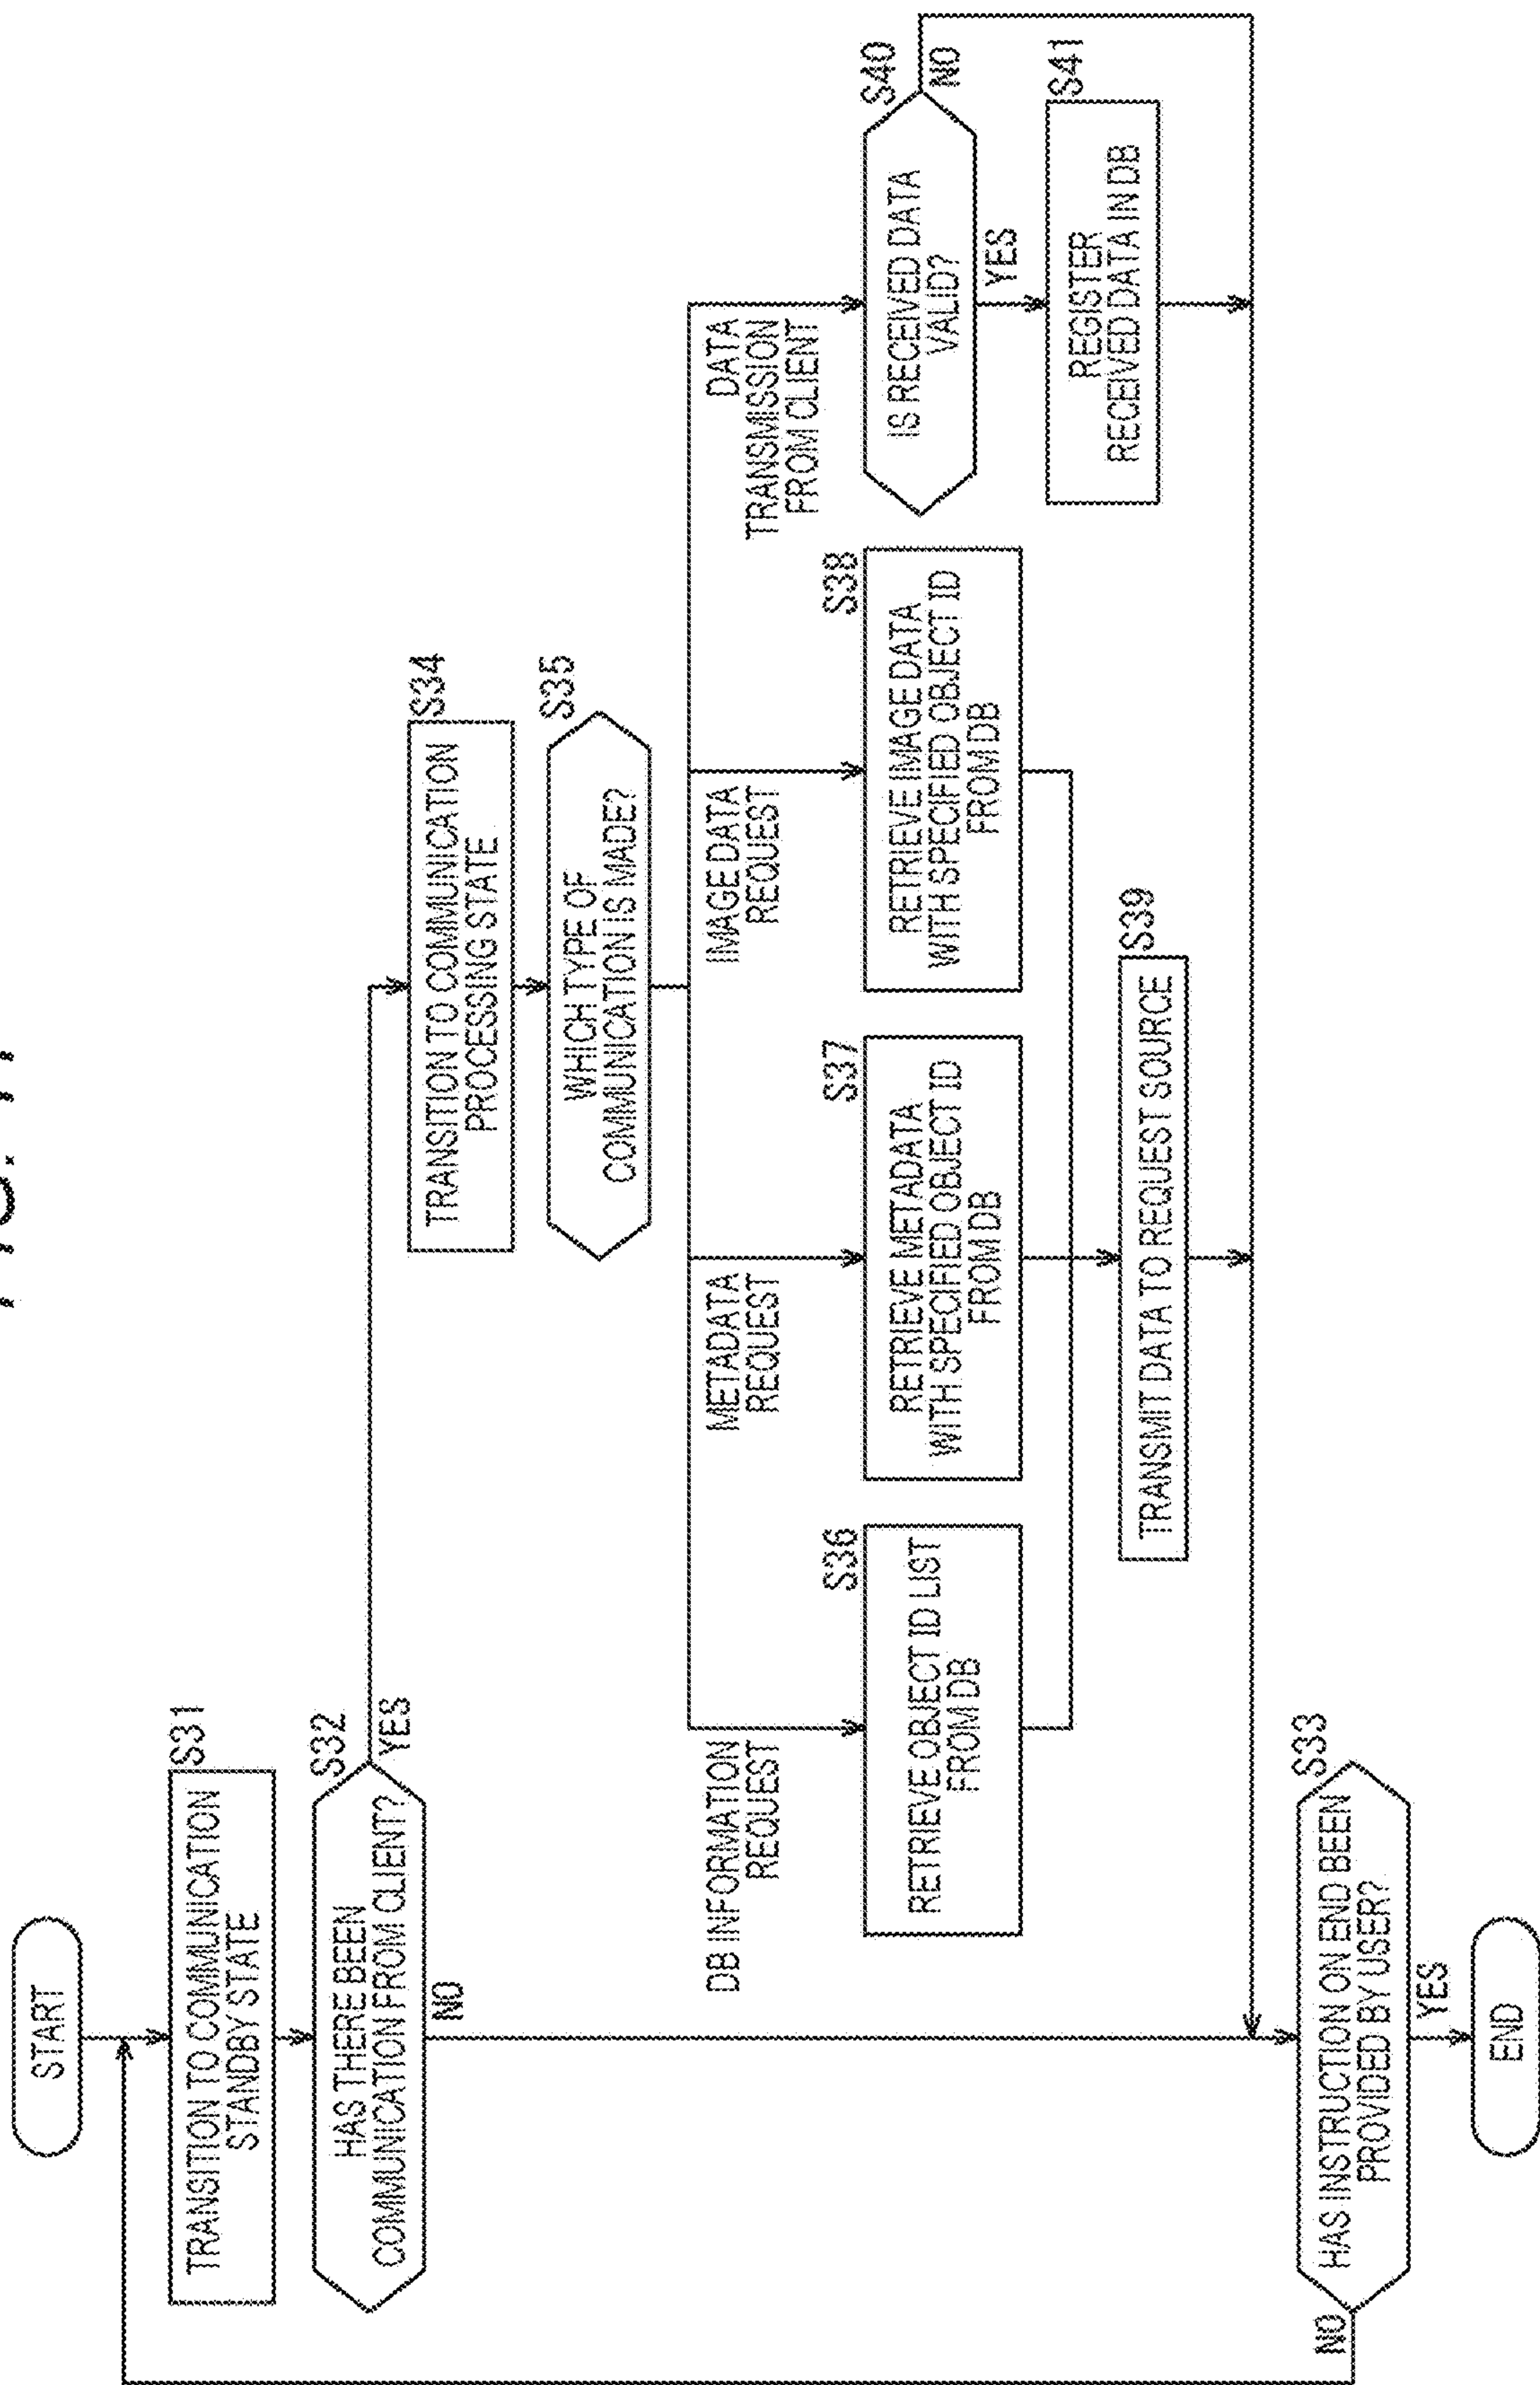 START
S31
TRANSITION TO COMMUNICATION
STANDBY STATE
S32
HAS THERE BEEN
COMMUNICATION FROM CLIENT?
YES
NO
S34
TRANSITION TO COMMUNICATION
PROCESSING STATE
S35
WHICH TYPE OF
COMMUNICATION IS MADE?
DB INFORMATION
REQUEST
METADATA
REQUEST
IMAGE DATA
REQUEST
DATA
TRANSMISSION
FROM CLIENT
S36
RETRIEVE OBJECT ID LIST
FROM DB
S37
RETRIEVE METADATA
WITH SPECIFIED OBJECT ID
FROM DB
S38
RETRIEVE IMAGE DATA
WITH SPECIFIED OBJECT ID
FROM DB
S40
IS RECEIVED DATA
VALID?
NO
YES
S41
REGISTER
RECEIVED DATA IN DB
S39
TRANSMIT DATA TO REQUEST SOURCE
S33
HAS INSTRUCTION ON END BEEN
PROVIDED BY USER?
NO
YES
END